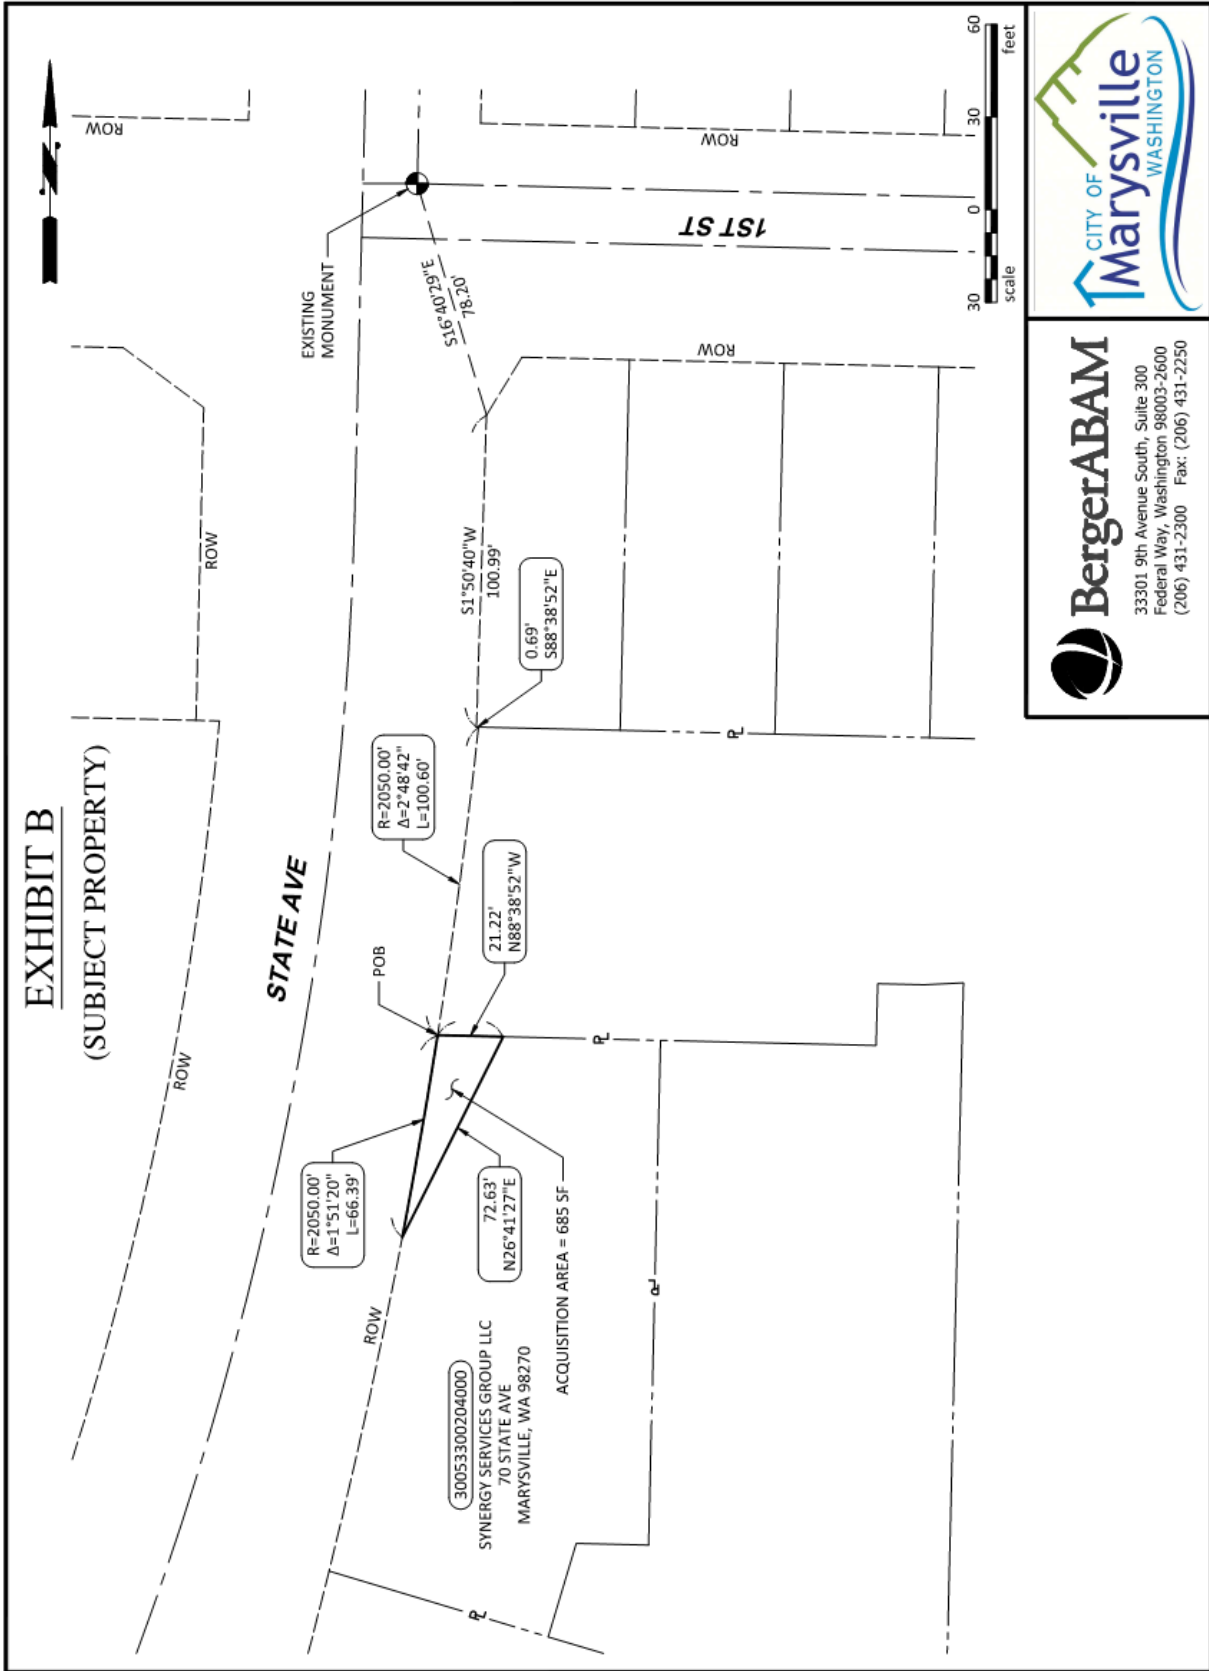 EXHIBIT B
(SUBJECT PROPERTY)
N
ROW
ROW
ROW
STATE AVE
EXISTING
MONUMENT
S16°40'29"E
78.20'
1ST ST
ROW
ROW
S1°50'40"W
100.99'
0.69'
S88°38'52"E
R=2050.00'
Δ=2°48'42"
L=100.60'
POB
21.22'
N88°38'52"W
R=2050.00'
Δ=1°51'20"
L=66.39'
72.63'
N26°41'27"E
ACQUISITION AREA = 685 SF
ROW
30053300204000
SYNERGY SERVICES GROUP LLC
70 STATE AVE
MARYSVILLE, WA 98270
PL
PL
PL
PL
30 0 30 60
scale feet
BergerABAM
33301 9th Avenue South, Suite 300
Federal Way, Washington 98003-2600
(206) 431-2300 Fax: (206) 431-2250
CITY OF
Marysville
WASHINGTON